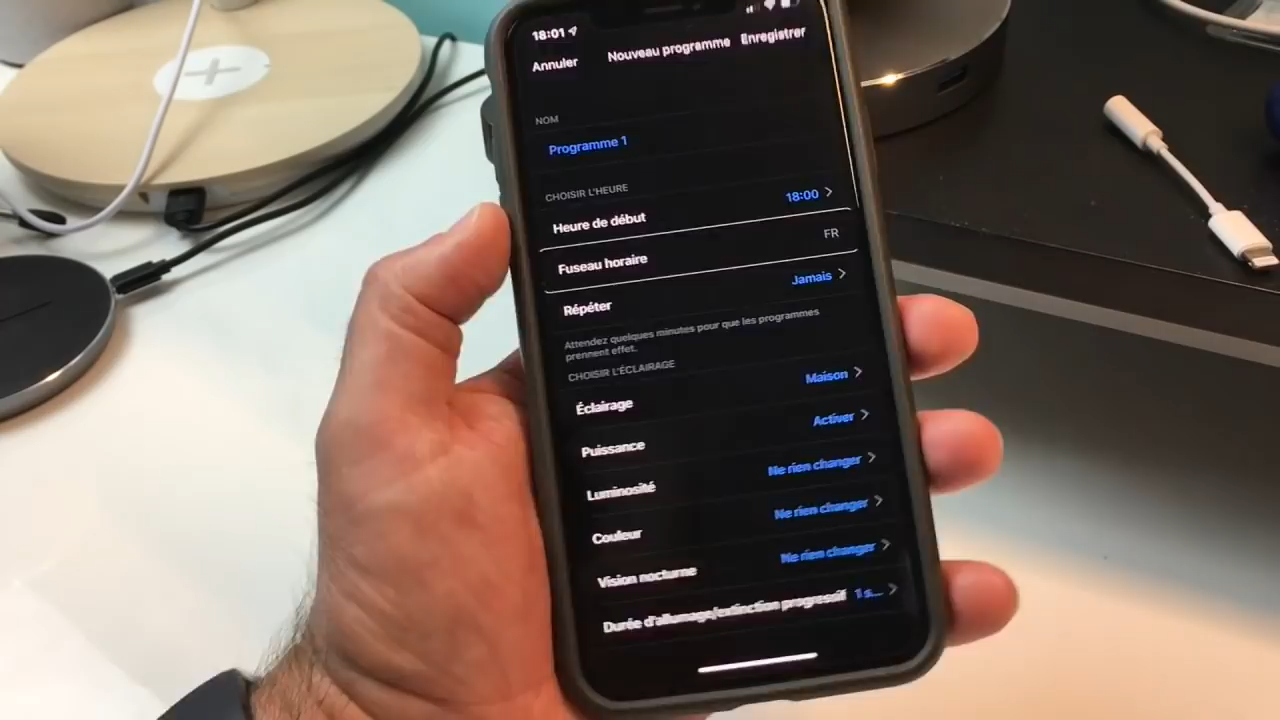 18:01
Annuler Nouveau programme Enregistrer
NOM
Programme 1
CHOISIR L'HEURE
Heure de début 18:00
Fuseau horaire FR
Répéter Jamais
Attendez quelques minutes pour que les programmes
prennent effet.
CHOISIR L'ÉCLAIRAGE
Éclairage Maison
Puissance Activer
Luminosité Ne rien changer
Couleur Ne rien changer
Vision nocturne Ne rien changer
Durée d'allumage/extinction progressif 1 s...